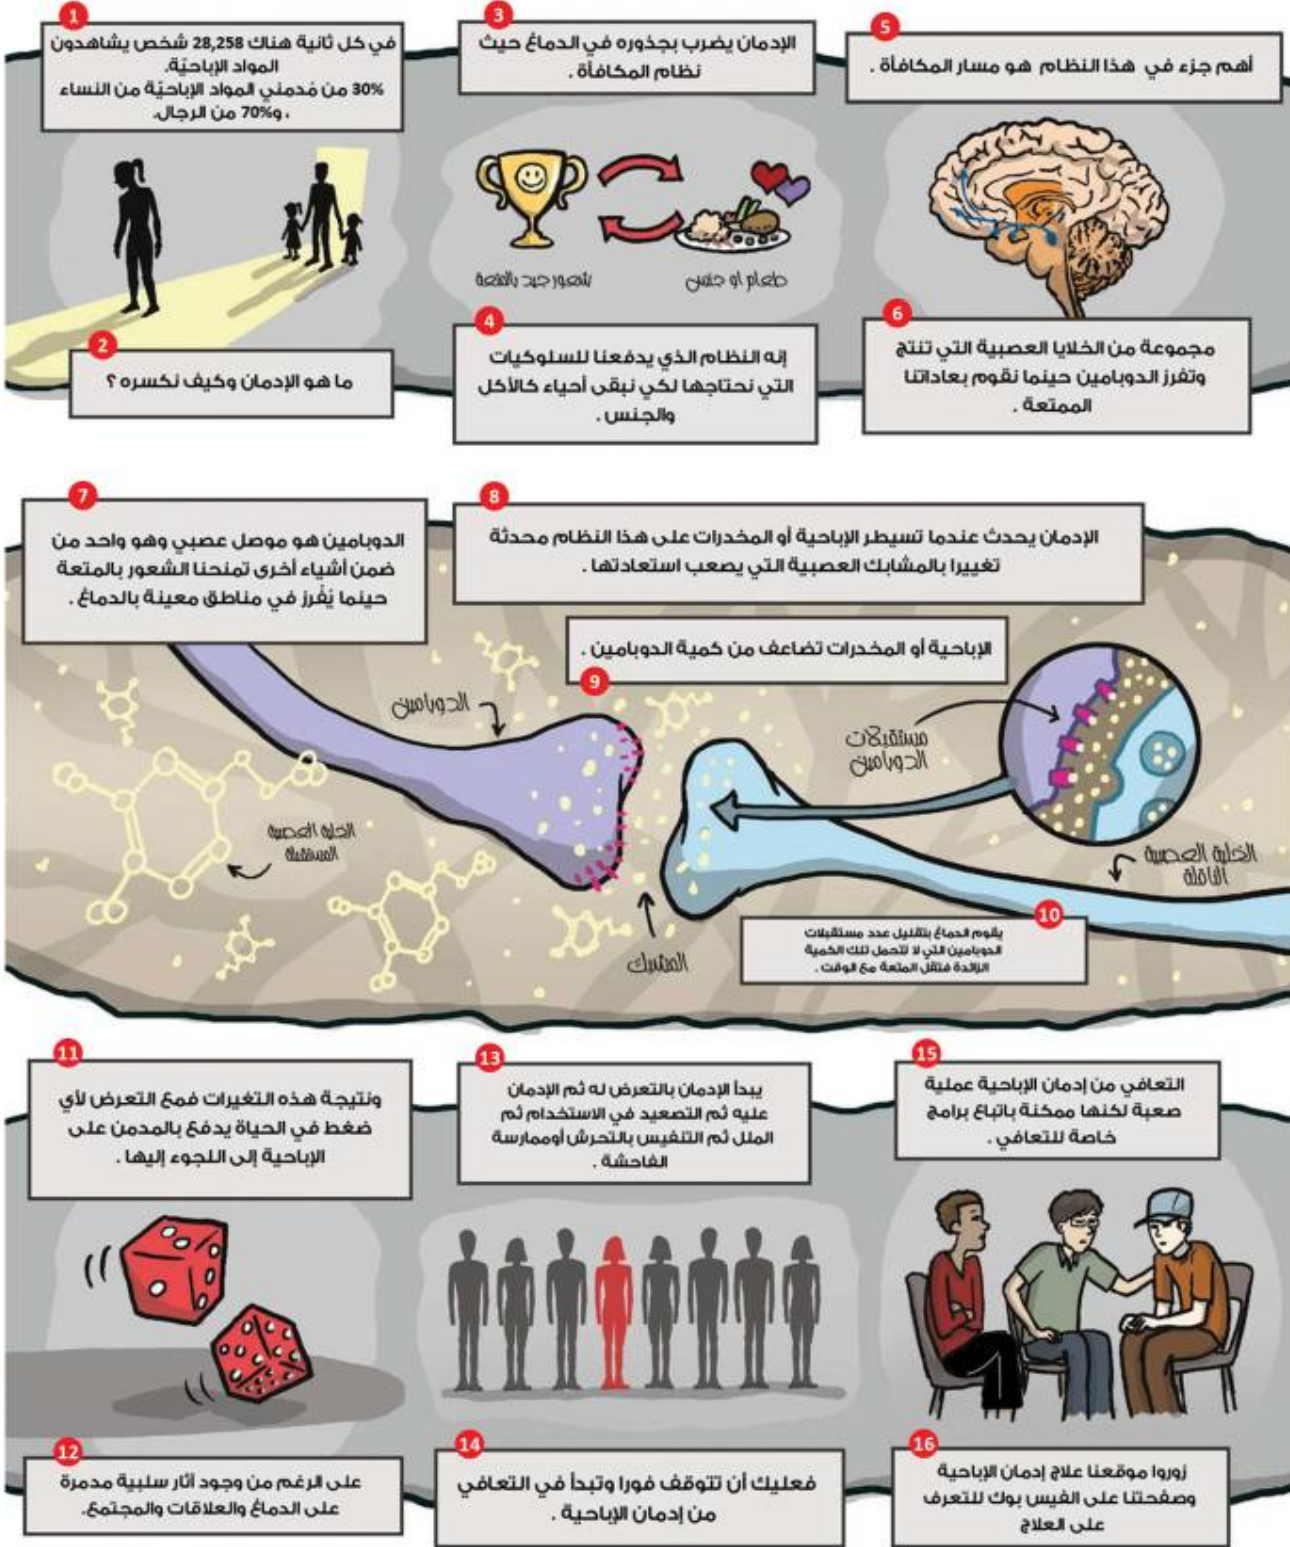 1
في كل ثانية هناك 28,258 شخص يشاهدون
المواد الإباحيّة.
30% من مُدمني المواد الإباحيّة من النساء
، و70% من الرجال.
2
ما هو الإدمان وكيف نكسره ؟
3
الإدمان يضرب بجذوره في الدماغ حيث
نظام المكافأة .
شعور جيد بالمتعة
طعام او جنس
4
إنه النظام الذي يدفعنا للسلوكيات
التي نحتاجها لكي نبقى أحياء كالأكل
والجنس .
5
أهم جزء في هذا النظام هو مسار المكافأة .
6
مجموعة من الخلايا العصبية التي تنتج
وتفرز الدوبامين حينما نقوم بعاداتنا
الممتعة .
7
الدوبامين هو موصل عصبي وهو واحد من
ضمن أشياء أخرى تمنحنا الشعور بالمتعة
حينما يُفْرز في مناطق معينة بالدماغ .
8
الإدمان يحدث عندما تسيطر الإباحية أو المخدرات على هذا النظام محدثة
تغييرا بالمشابك العصبية التي يصعب استعادتها .
الإباحية أو المخدرات تضاعف من كمية الدوبامين .
9
الدوبامين
مستقبلات
الدوبامين
الخلية العصبية
المستقبلة
الخلية العصبية
الناقلة
المشبك
10
يقوم الدماغ بتقليل عدد مستقبلات
الدوبامين التي لا تتحمل تلك الكمية
الزائدة فتقل المتعة مع الوقت .
11
ونتيجة هذه التغيرات فمع التعرض لأي
ضغط في الحياة يدفع بالمدمن على
الإباحية إلى اللجوء إليها .
12
على الرغم من وجود آثار سلبية مدمرة
على الدماغ والعلاقات والمجتمع.
13
يبدأ الإدمان بالتعرض له ثم الإدمان
عليه ثم التصعيد في الاستخدام ثم
الملل ثم التنفيس بالتحرش أوممارسة
الفاحشة .
14
فعليك أن تتوقف فورا وتبدأ في التعافي
من إدمان الإباحية .
15
التعافي من إدمان الإباحية عملية
صعبة لكنها ممكنة باتباع برامج
خاصة للتعافي .
16
زوروا موقعنا علاج إدمان الإباحية
وصفحتنا على الفيس بوك للتعرف
على العلاج